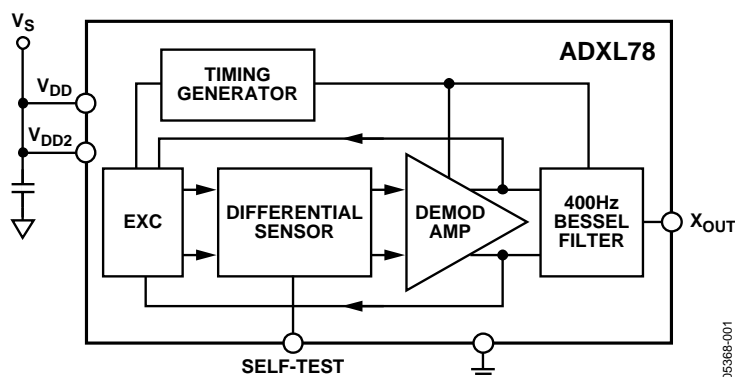 VS
ADXL78
TIMING
GENERATOR
VDD
VDD2
EXC
DIFFERENTIAL
SENSOR
DEMOD
AMP
400Hz
BESSEL
FILTER
XOUT
SELF-TEST
05368-001